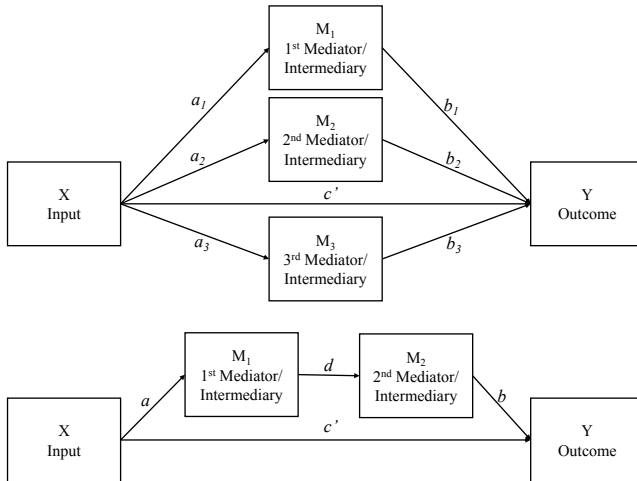 M₁
1ˢᵗ Mediator/
Intermediary
a₁
b₁
M₂
2ⁿᵈ Mediator/
Intermediary
a₂
b₂
X
Input
c’
Y
Outcome
a₃
b₃
M₃
3ʳᵈ Mediator/
Intermediary
M₁
1ˢᵗ Mediator/
Intermediary
d
M₂
2ⁿᵈ Mediator/
Intermediary
a
b
X
Input
c’
Y
Outcome